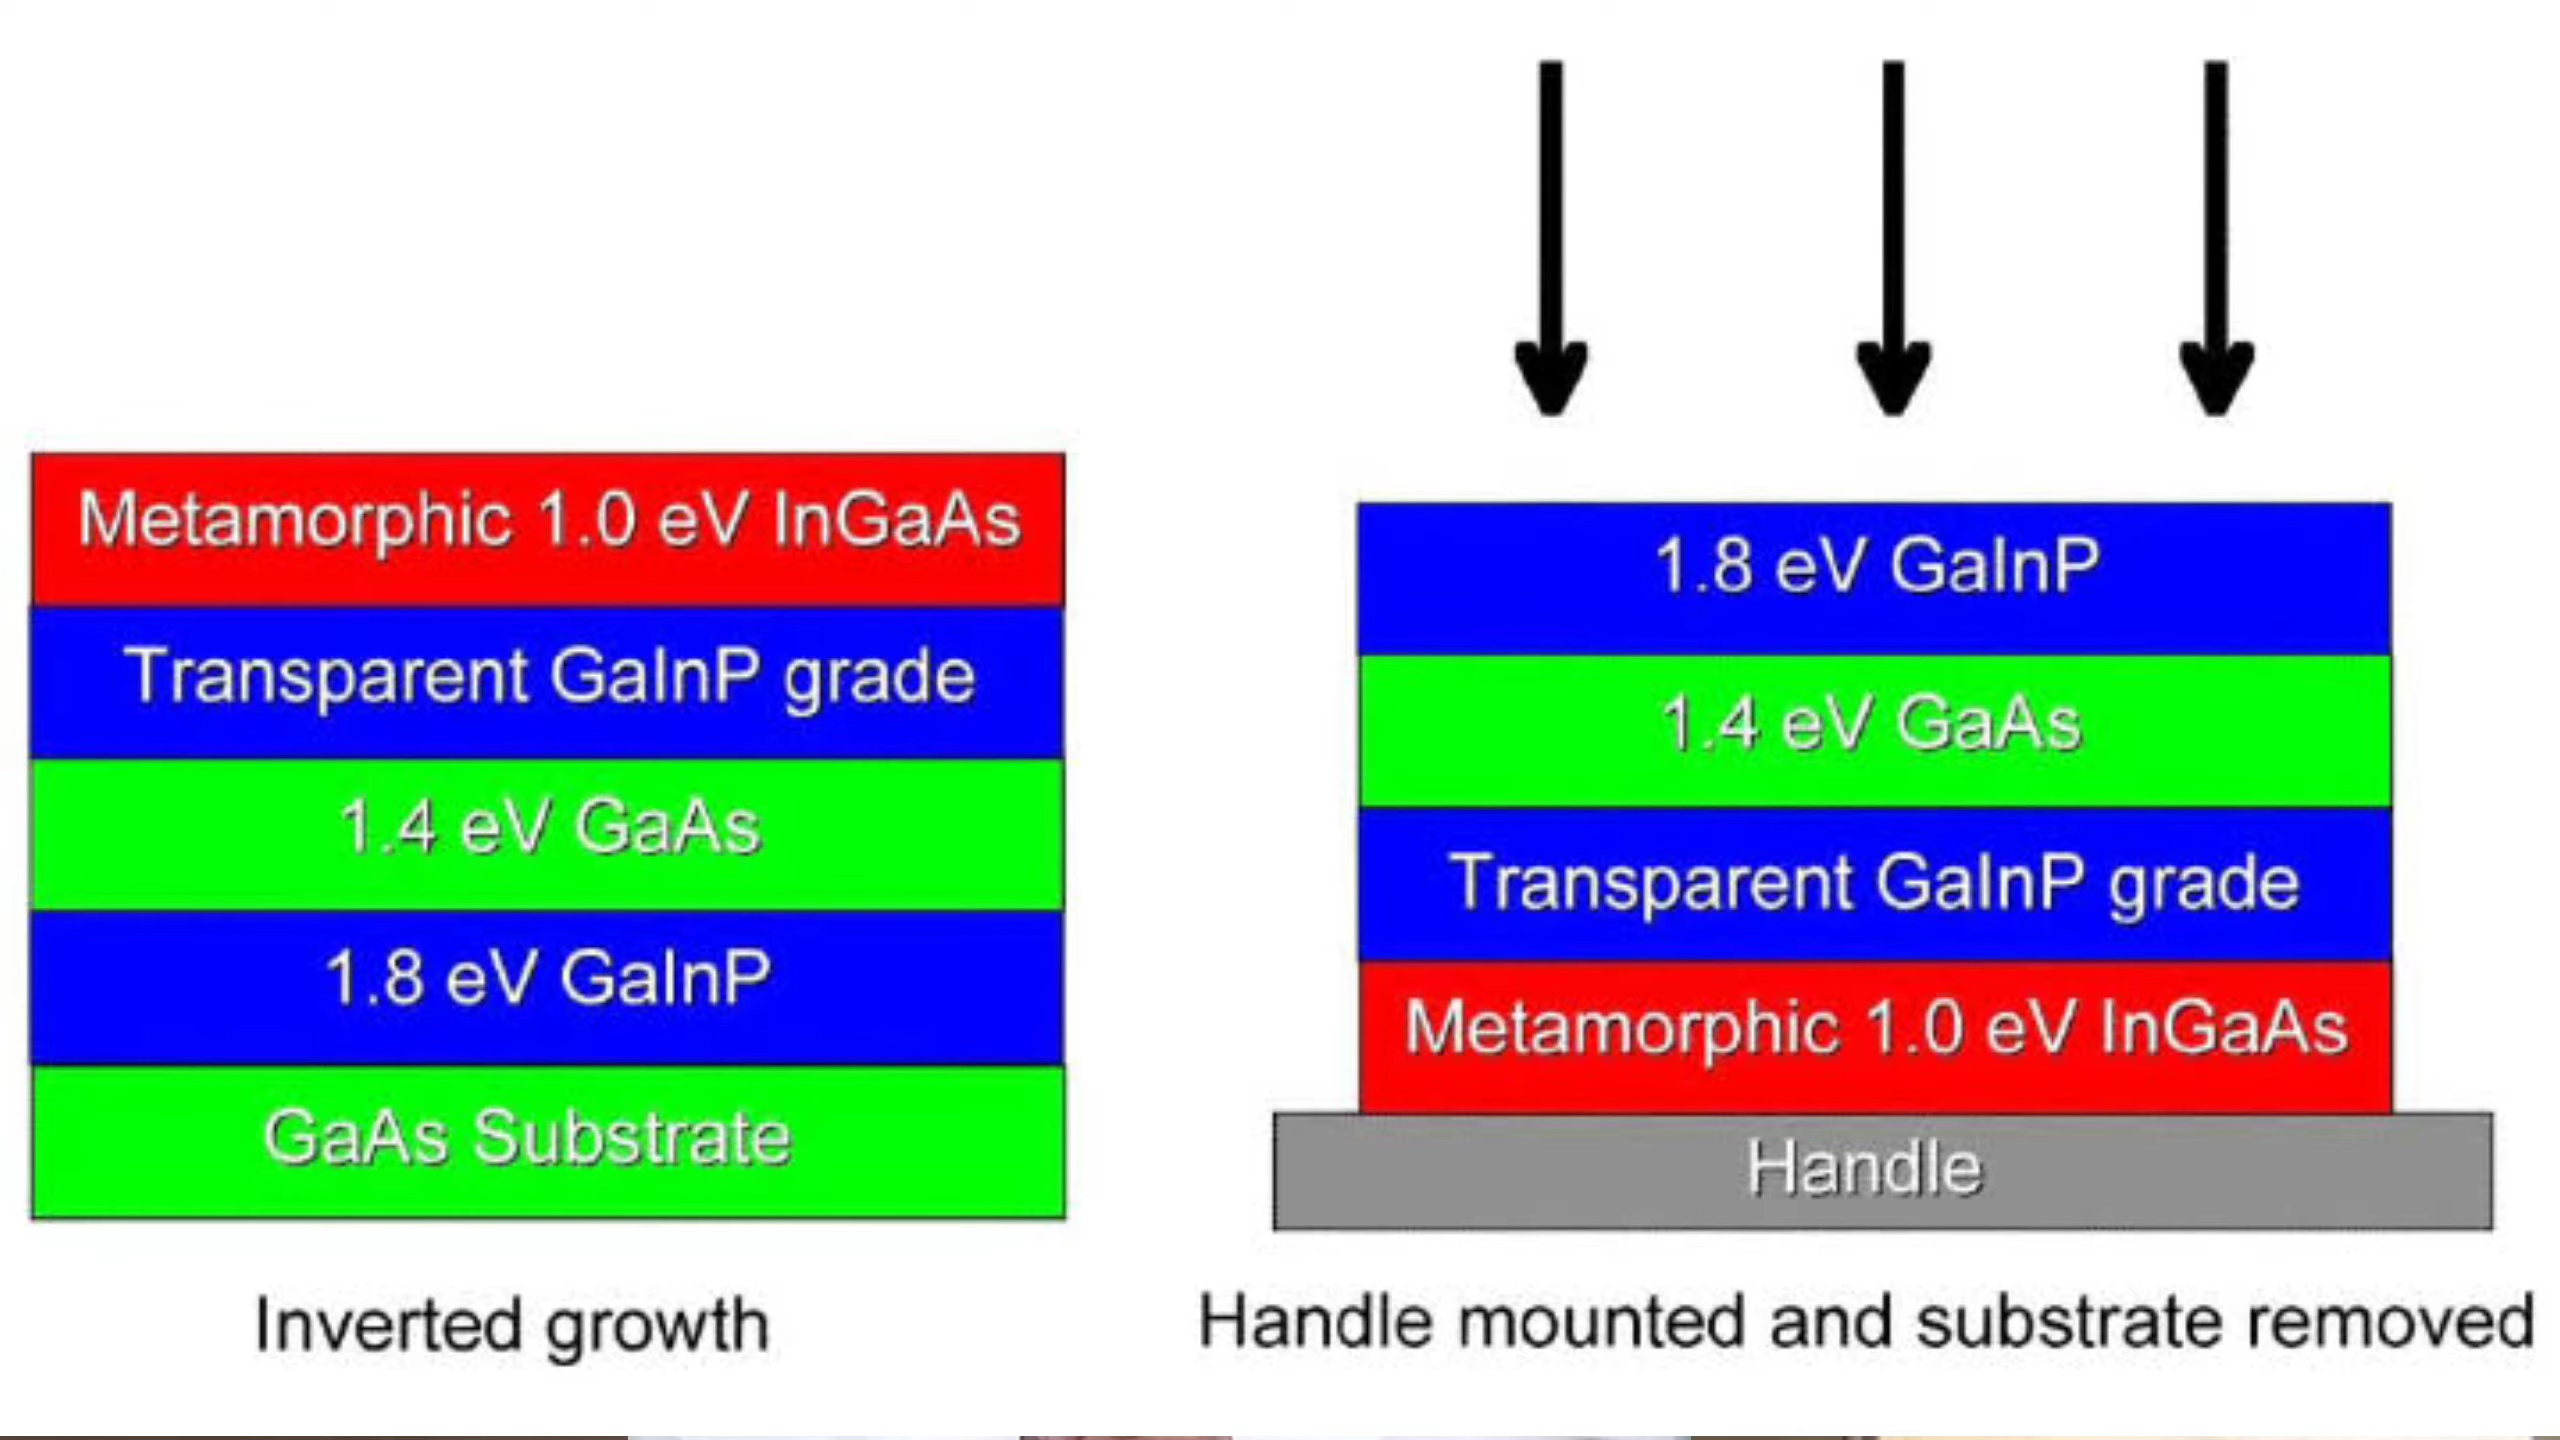 Metamorphic 1.0 eV InGaAs
Transparent GaInP grade
1.4 eV GaAs
1.8 eV GaInP
GaAs Substrate
Inverted growth
1.8 eV GaInP
1.4 eV GaAs
Transparent GaInP grade
Metamorphic 1.0 eV InGaAs
Handle
Handle mounted and substrate removed